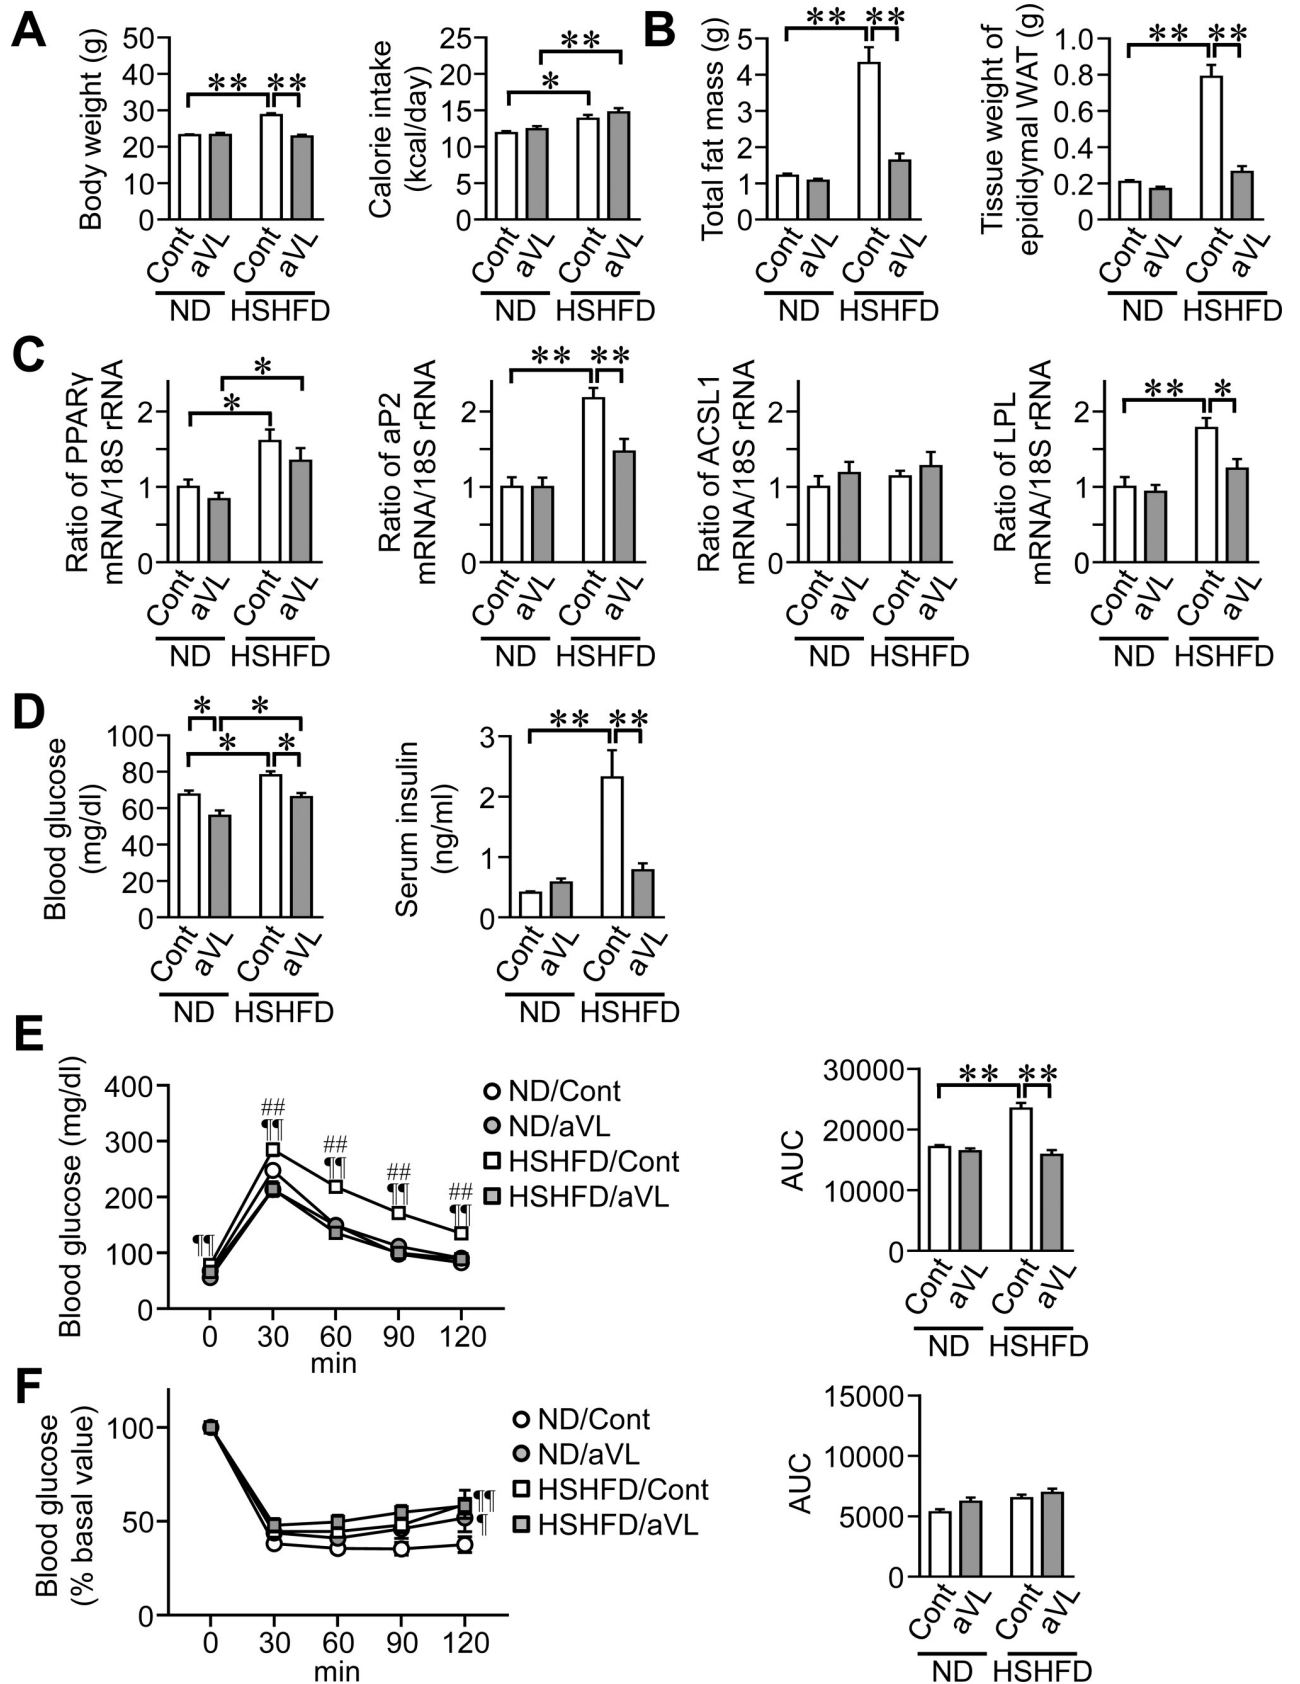 A
Body weight (g)
50
40
30
20
10
0
** **
Cont
aVL
Cont
aVL
ND HSHFD
Calorie intake
(kcal/day)
25
20
15
10
5
0
**
*
Cont
aVL
Cont
aVL
ND HSHFD
B
Total fat mass (g)
5
4
3
2
1
0
** **
Cont
aVL
Cont
aVL
ND HSHFD
Tissue weight of
epididymal WAT (g)
1.0
0.8
0.6
0.4
0.2
0
** **
Cont
aVL
Cont
aVL
ND HSHFD
C
Ratio of PPARγ
mRNA/18S rRNA
2
1
0
*
*
Cont
aVL
Cont
aVL
ND HSHFD
Ratio of aP2
mRNA/18S rRNA
2
1
0
** **
Cont
aVL
Cont
aVL
ND HSHFD
Ratio of ACSL1
mRNA/18S rRNA
2
1
0
Cont
aVL
Cont
aVL
ND HSHFD
Ratio of LPL
mRNA/18S rRNA
2
1
0
** *
Cont
aVL
Cont
aVL
ND HSHFD
D
Blood glucose
(mg/dl)
100
80
60
40
20
0
* *
* *
Cont
aVL
Cont
aVL
ND HSHFD
Serum insulin
(ng/ml)
3
2
1
0
** **
Cont
aVL
Cont
aVL
ND HSHFD
E
Blood glucose (mg/dl)
400
300
200
100
0
¶¶
##
¶¶
##
¶¶
##
¶¶
##
¶¶
0 30 60 90 120
min
ND/Cont
ND/aVL
HSHFD/Cont
HSHFD/aVL
AUC
30000
20000
10000
0
** **
Cont
aVL
Cont
aVL
ND HSHFD
F
Blood glucose
(% basal value)
100
50
0
¶¶
¶
0 30 60 90 120
min
ND/Cont
ND/aVL
HSHFD/Cont
HSHFD/aVL
AUC
15000
10000
5000
0
Cont
aVL
Cont
aVL
ND HSHFD